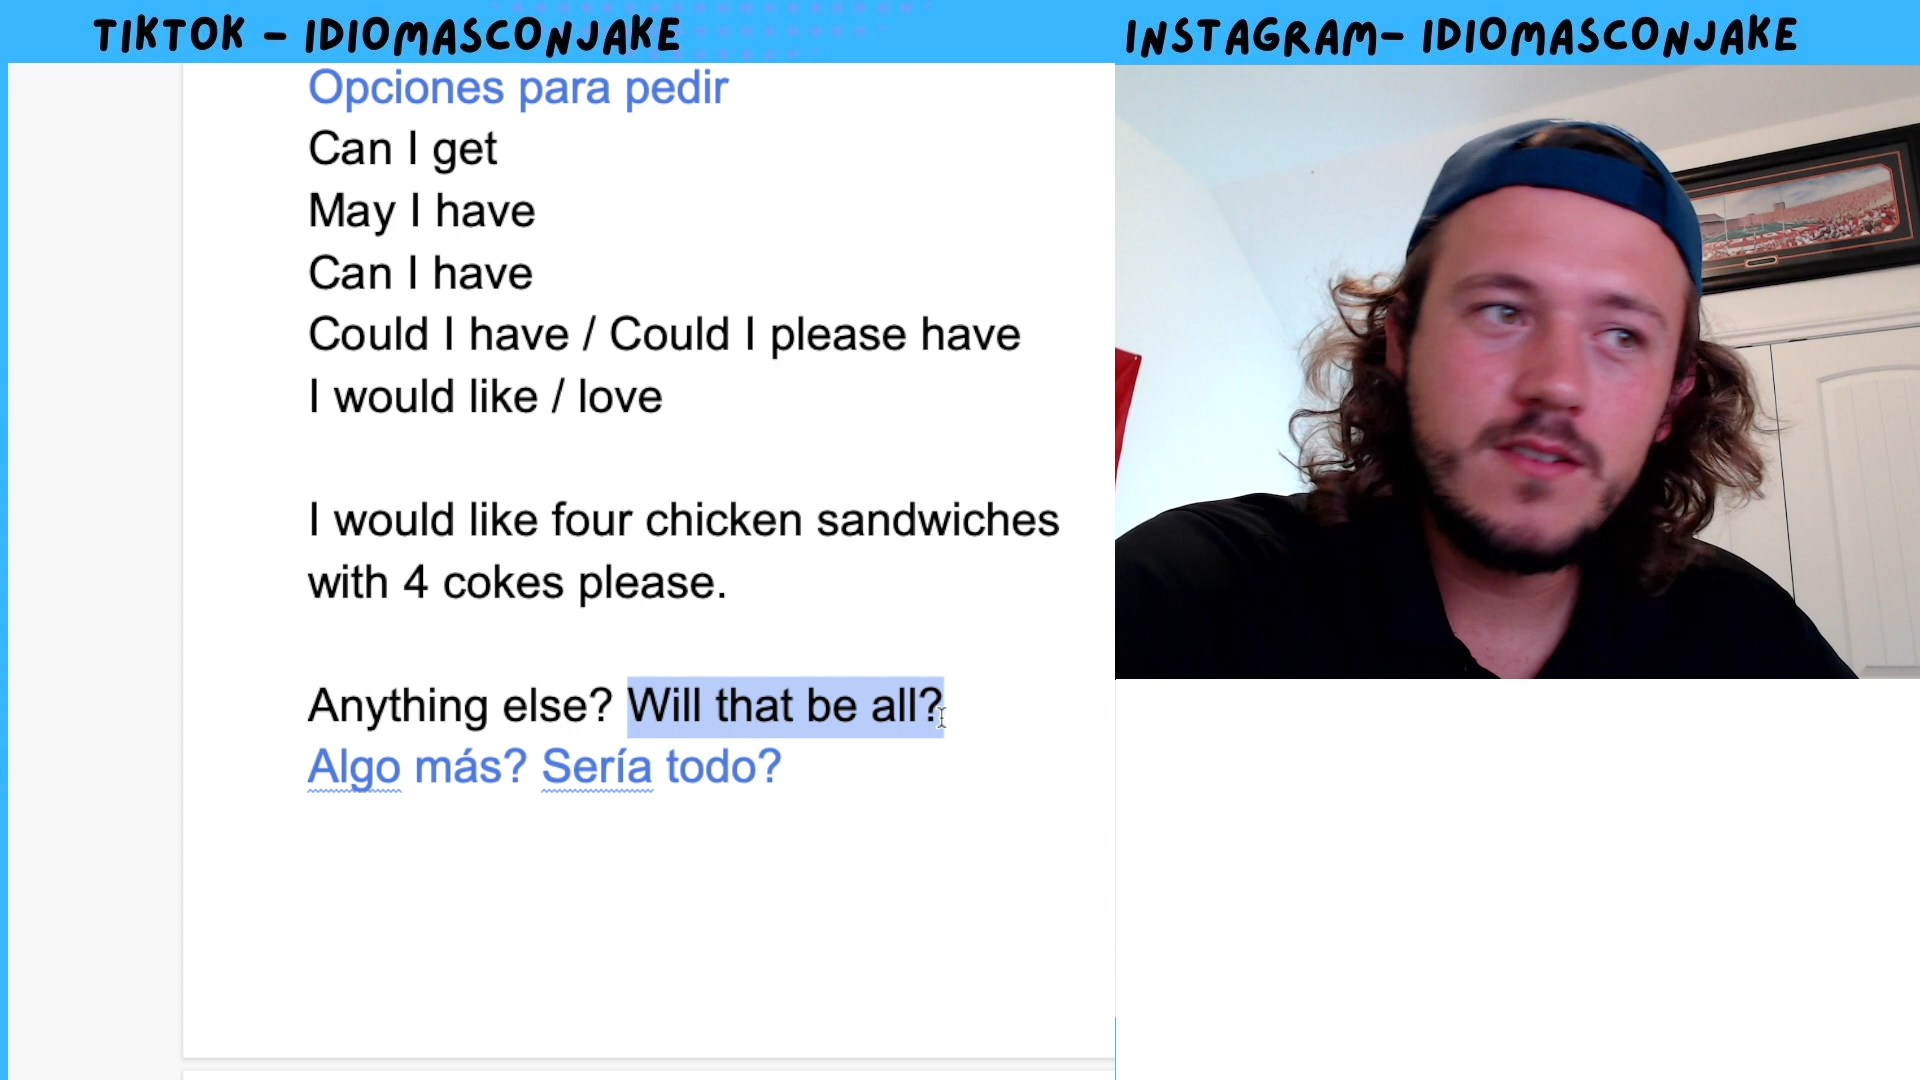 TIKTOK - IDIOMASCONJAKE
INSTAGRAM- IDIOMASCONJAKE
Opciones para pedir
Can I get
May I have
Can I have
Could I have / Could I please have
I would like / love
I would like four chicken sandwiches
with 4 cokes please.
Anything else? Will that be all?
Algo más? Sería todo?